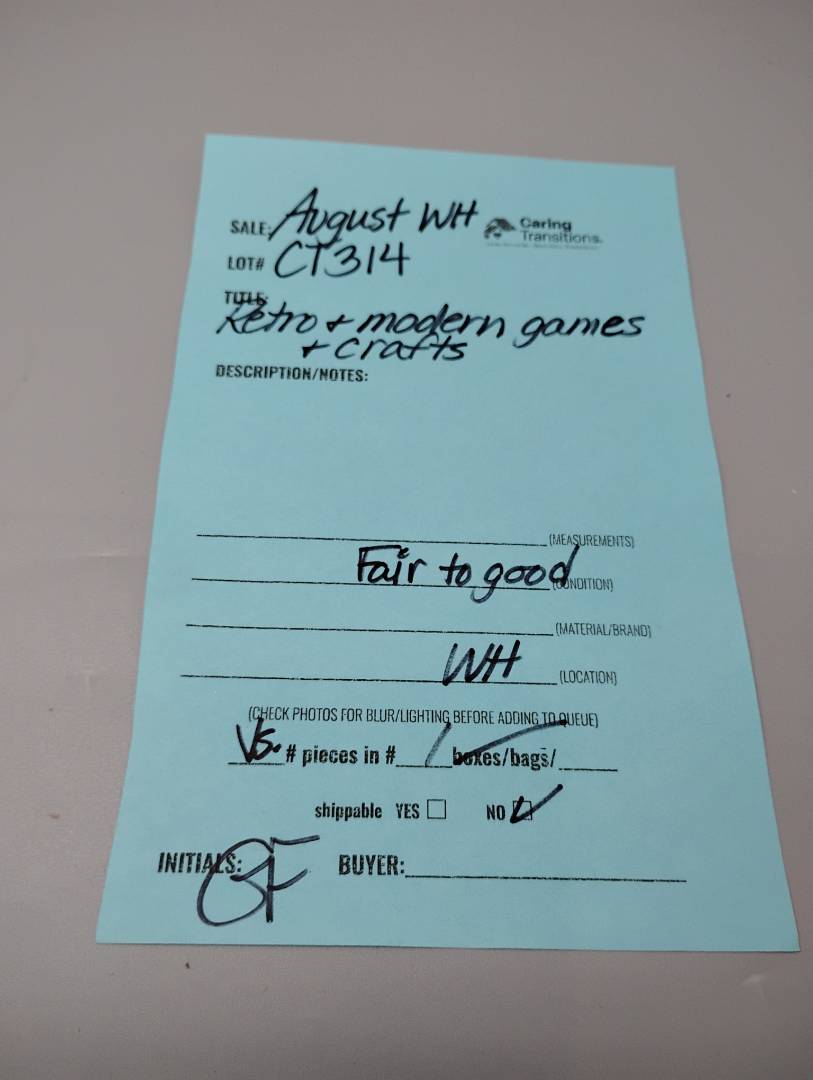 SALE: August WH Caring
Transitions.
LOT# CT314
TITLE:
Retro + modern games
+ crafts
DESCRIPTION/NOTES:
(MEASUREMENTS)
Fair to good (CONDITION)
(MATERIAL/BRAND)
WH (LOCATION)
(CHECK PHOTOS FOR BLUR/LIGHTING BEFORE ADDING TO QUEUE)
VS. # pieces in # 1 boxes/bags/
shippable YES NO
INITIALS: GF BUYER: